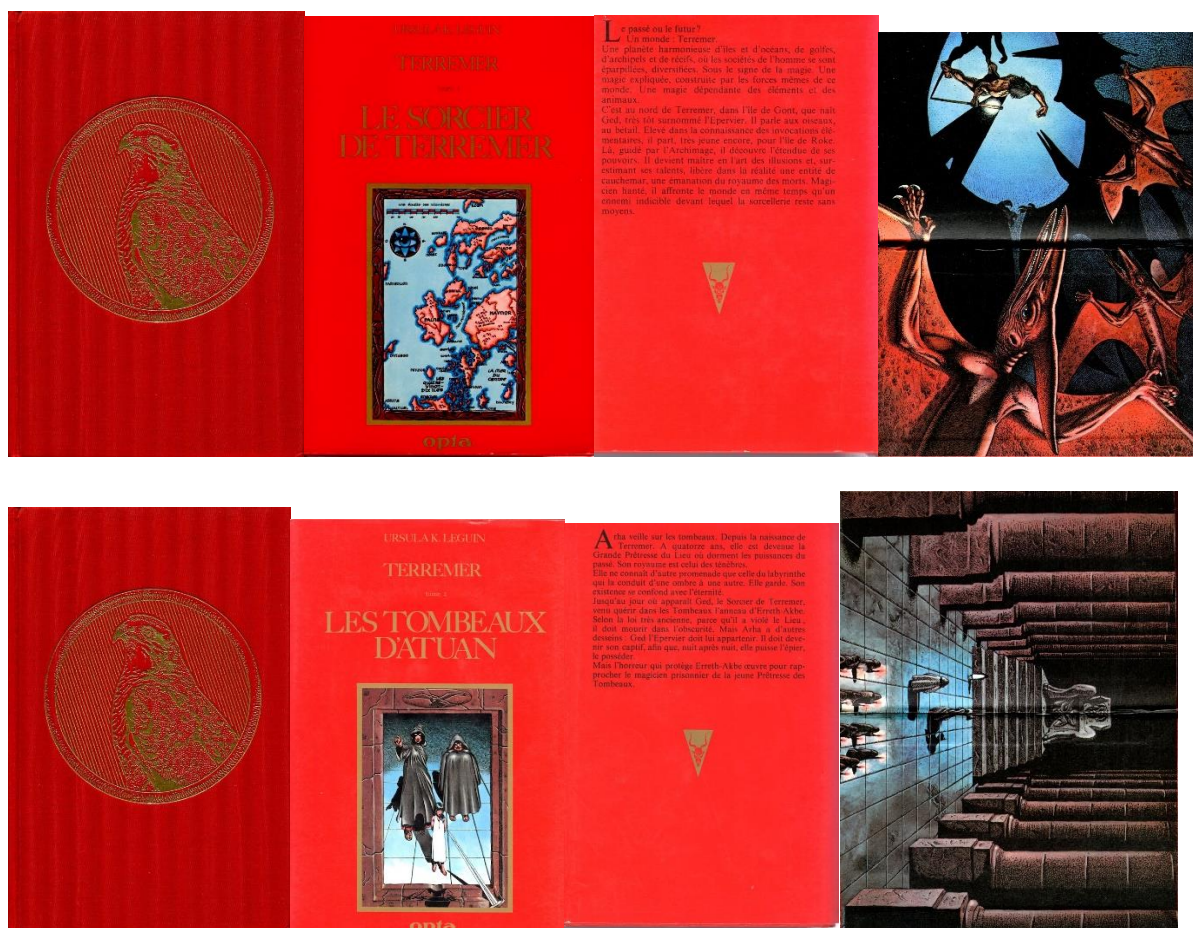 URSULA K. LEGUIN
TERREMER
LE SORCIER
DE TERREMER
opta
Le passé ou le futur ?
Un monde : Terremer.
Une planète harmonieuse d'îles et d'océans, de golfes,
d'archipels et de récifs, où les sociétés de l'homme se sont
éparpillées, diversifiées. Sous le signe de la magie. Une
magie expliquée, construite par les forces mêmes de ce
monde. Une magie dépendante des éléments et des
animaux.
C'est au nord de Terremer, dans l'île de Gont, que naît
Ged, très tôt surnommé l'Epervier. Il parle aux oiseaux,
au bétail. Elevé dans la connaissance des invocations élé-
mentaires, il part, très jeune encore, pour l'île de Roke.
Là, guidé par l'Archimage, il découvre l'étendue de ses
pouvoirs. Il devient maître en l'art des illusions et, sur-
estimant ses talents, libère dans la réalité une entité de
cauchemar, une émanation du royaume des morts. Magi-
cien hanté, il affronte le monde en même temps qu'un
ennemi indicible devant lequel la sorcellerie reste sans
moyens.
URSULA K. LEGUIN
TERREMER
LES TOMBEAUX
D'ATUAN
opta
Arha veille sur les tombeaux. Depuis la naissance de
Terremer. A quatorze ans, elle est devenue la
Grande Prêtresse du Lieu où dorment les puissances du
passé. Son royaume est celui des ténèbres.
Elle ne connaît d'autre promenade que celle du labyrinthe
qui la conduit d'une ombre à une autre. Elle garde. Son
existence se confond avec l'éternité.
Jusqu'au jour où apparaît Ged, le Sorcier de Terremer,
venu quérir dans les Tombeaux l'anneau d'Erreth-Akbe.
Selon la loi très ancienne, parce qu'il a violé le Lieu,
il doit mourir dans l'obscurité. Mais Arha a d'autres
desseins : Ged l'Epervier doit lui appartenir. Il doit deve-
nir son captif, afin que, nuit après nuit, elle puisse l'épier,
le posséder.
Mais l'horreur qui protège Erreth-Akbe œuvre pour rap-
procher le magicien prisonnier de la jeune Prêtresse des
Tombeaux.